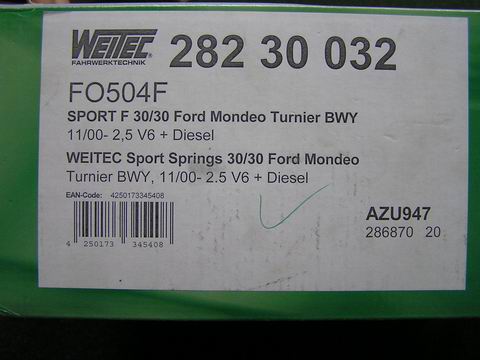 WEITEC 282 30 032
FAHRWERKTECHNIK
FO504F
SPORT F 30/30 Ford Mondeo Turnier BWY
11/00- 2,5 V6 + Diesel
WEITEC Sport Springs 30/30 Ford Mondeo
Turnier BWY, 11/00- 2.5 V6 + Diesel
EAN-Code: 4250173345408
4 250173 345408
AZU947
286870 20